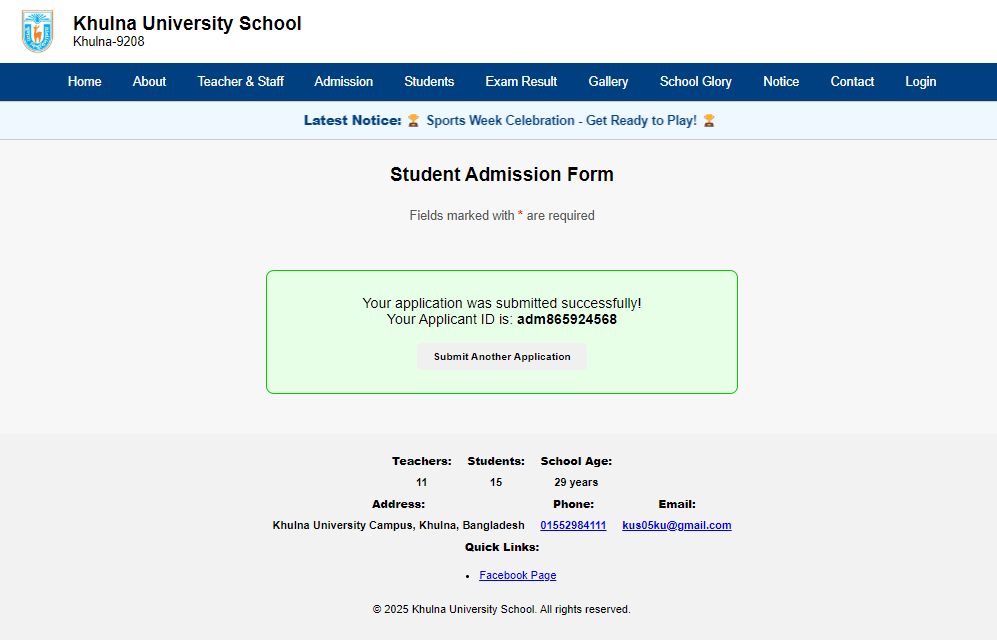 Khulna University School
Khulna-9208
Home About Teacher & Staff Admission Students Exam Result Gallery School Glory Notice Contact Login
Latest Notice: 🏆 Sports Week Celebration - Get Ready to Play! 🏆
Student Admission Form
Fields marked with * are required
Your application was submitted successfully!
Your Applicant ID is: adm865924568
Submit Another Application
Teachers: Students: School Age:
11 15 29 years
Address: Phone: Email:
Khulna University Campus, Khulna, Bangladesh 01552984111 kus05ku@gmail.com
Quick Links:
• Facebook Page
© 2025 Khulna University School. All rights reserved.